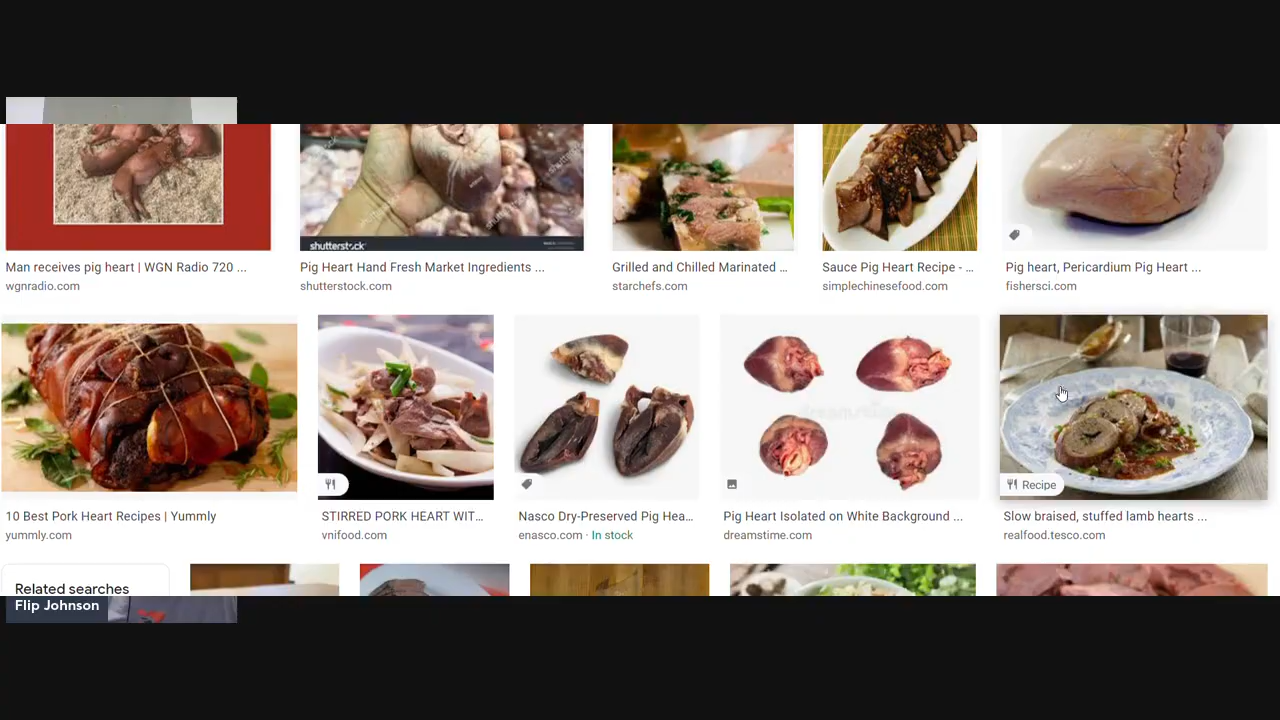 shutterstock
Man receives pig heart | WGN Radio 720 ...
wgnradio.com
Pig Heart Hand Fresh Market Ingredients ...
shutterstock.com
Grilled and Chilled Marinated ...
starchefs.com
Sauce Pig Heart Recipe - ...
simplechinesefood.com
Pig heart, Pericardium Pig Heart ...
fishersci.com
dreamstime
Recipe
10 Best Pork Heart Recipes | Yummly
yummly.com
STIRRED PORK HEART WIT...
vnifood.com
Nasco Dry-Preserved Pig Hea...
enasco.com · In stock
Pig Heart Isolated on White Background ...
dreamstime.com
Slow braised, stuffed lamb hearts ...
realfood.tesco.com
Related searches
Flip Johnson